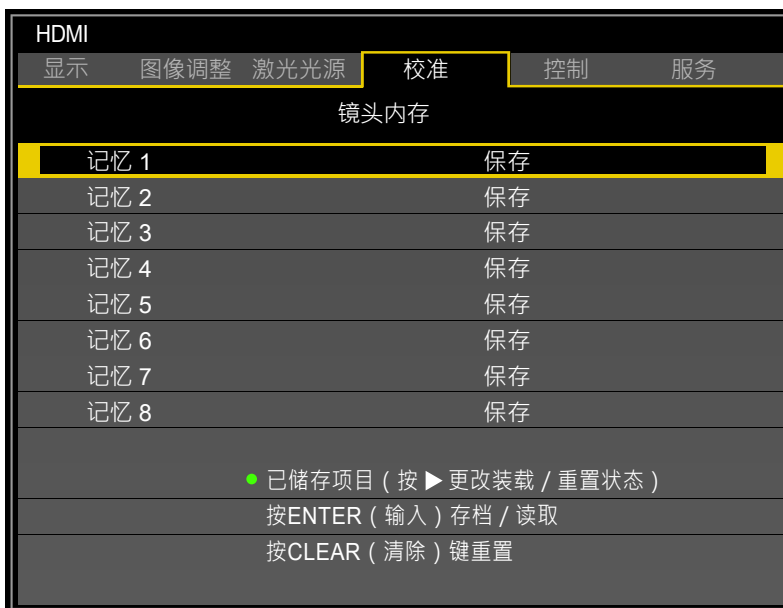 HDMI
显示 图像调整 激光光源 校准 控制 服务
镜头内存
记忆 1 保存
记忆 2 保存
记忆 3 保存
记忆 4 保存
记忆 5 保存
记忆 6 保存
记忆 7 保存
记忆 8 保存
已储存项目（按 ▶ 更改装载 / 重置状态）
按ENTER（输入）存档 / 读取
按CLEAR（清除）键重置